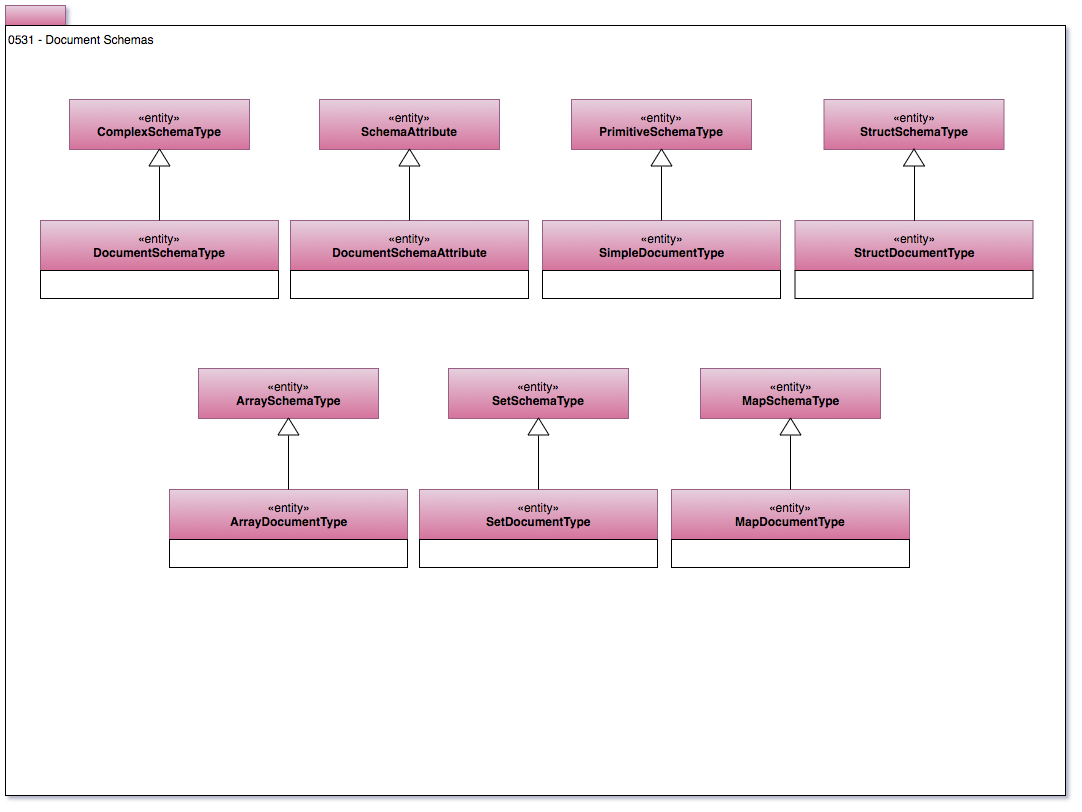 0531 - Document Schemas
«entity»
ComplexSchemaType
«entity»
SchemaAttribute
«entity»
PrimitiveSchemaType
«entity»
StructSchemaType
«entity»
DocumentSchemaType
«entity»
DocumentSchemaAttribute
«entity»
SimpleDocumentType
«entity»
StructDocumentType
«entity»
ArraySchemaType
«entity»
SetSchemaType
«entity»
MapSchemaType
«entity»
ArrayDocumentType
«entity»
SetDocumentType
«entity»
MapDocumentType